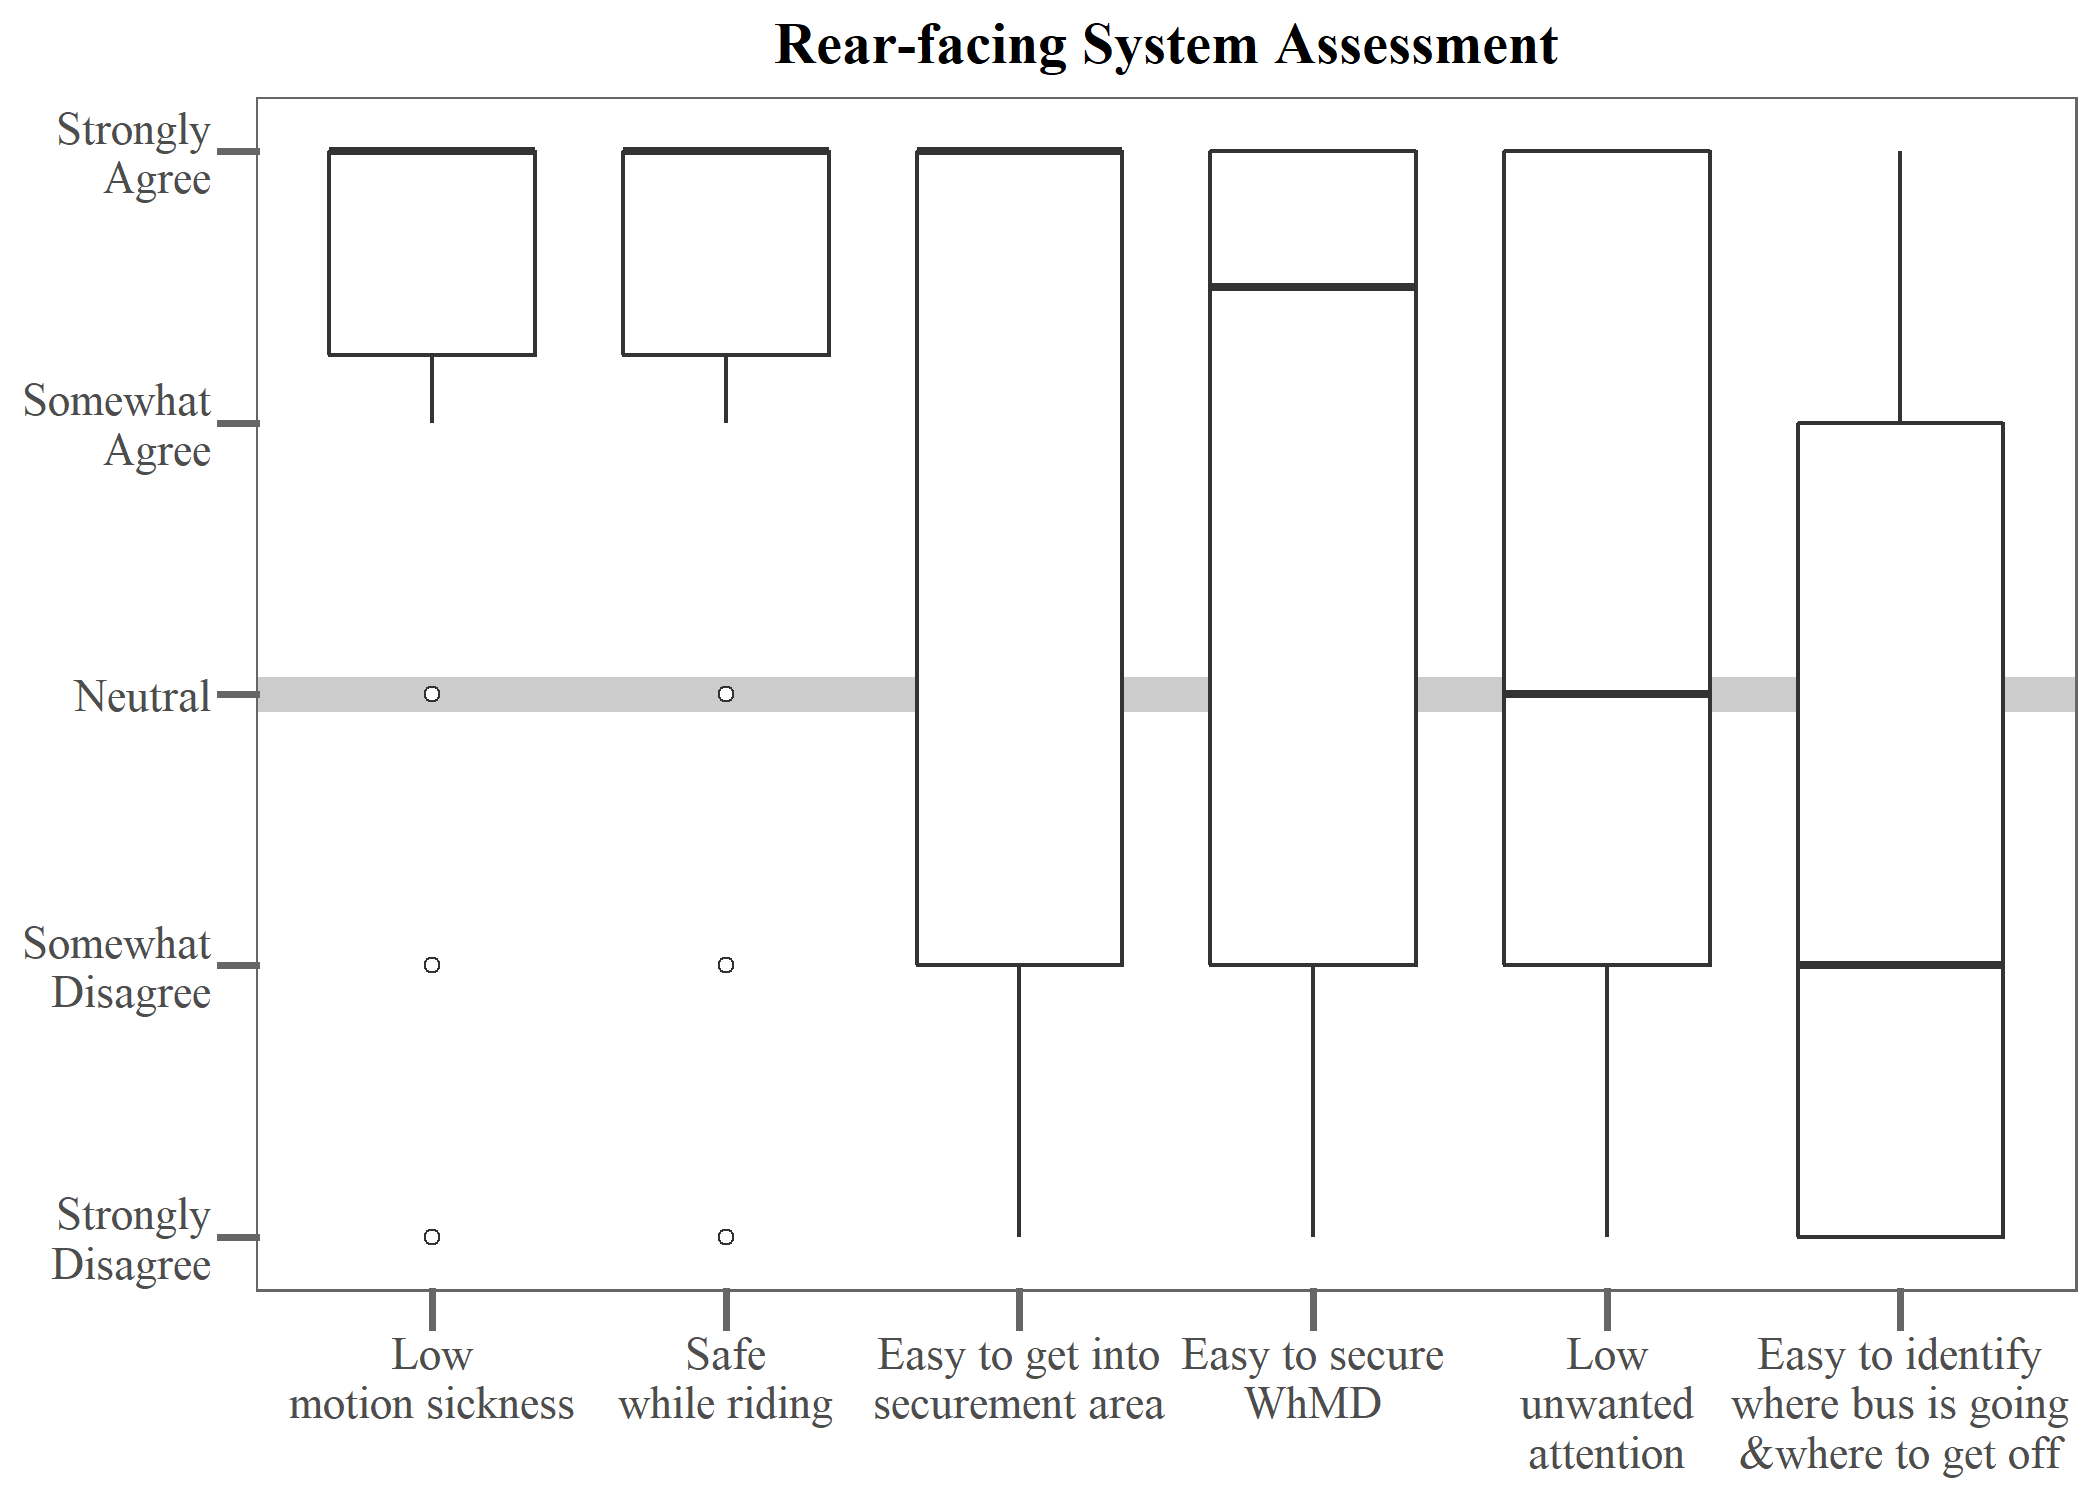 Rear-facing System Assessment
Strongly
Agree
Somewhat
Agree
Neutral
Somewhat
Disagree
Strongly
Disagree
Low
motion sickness
Safe
while riding
Easy to get into
securement area
Easy to secure
WhMD
Low
unwanted
attention
Easy to identify
where bus is going
&where to get off